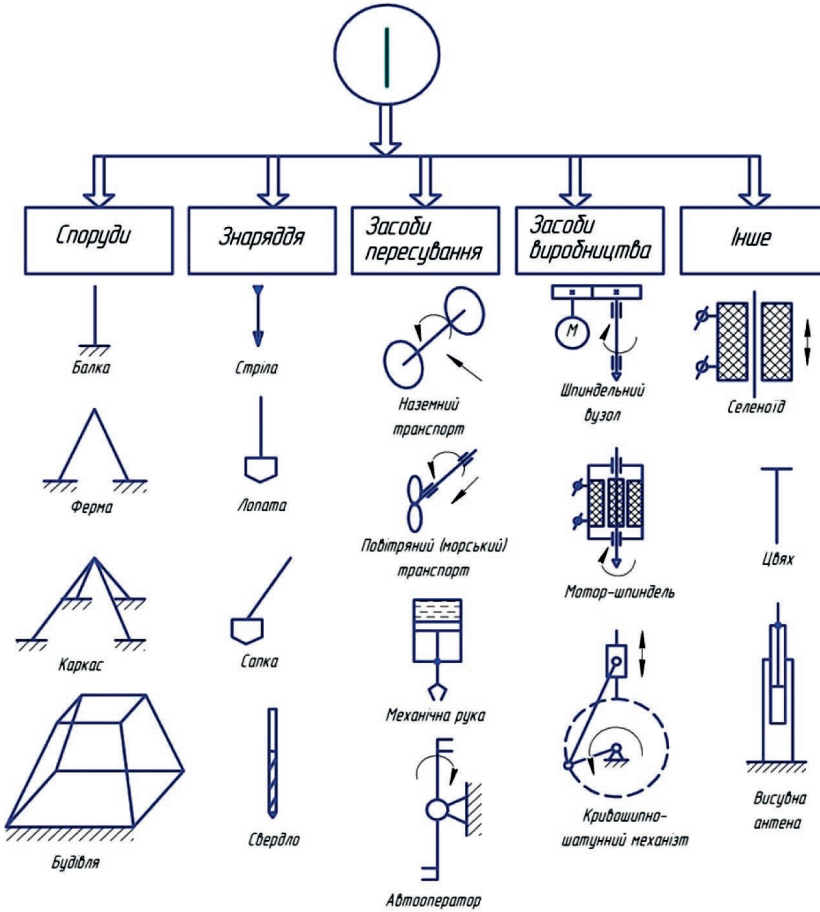 Споруди
Знаряддя
Засоби
пересування
Засоби
виробництва
Інше
Балка
Стріла
Наземний
транспорт
М
Шпиндельний
вузол
Селеноїд
Ферма
Лопата
Повітряний (морський)
транспорт
Мотор-шпиндель
Цвях
Каркас
Сапка
Механічна рука
Кривошипно-
шатунний механізт
Висувна
антена
Будівля
Свердло
Автооператор